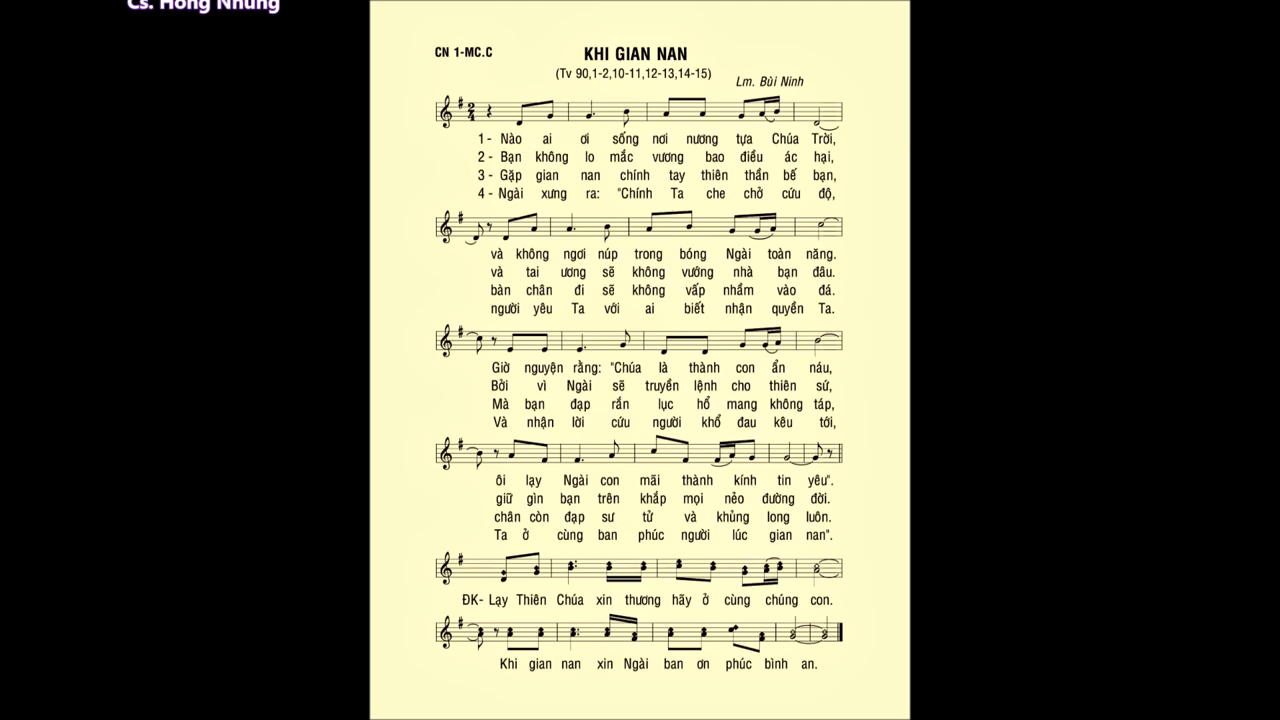 Cs. Hồng Nhung
CN 1-MC.C
KHI GIAN NAN
(Tv 90,1-2,10-11,12-13,14-15)
Lm. Bùi Ninh
1- Nào ai ơi sống nơi nương tựa Chúa Trời,
2- Bạn không lo mắc vương bao điều ác hại,
3- Gặp gian nan chính tay thiên thần bế bạn,
4- Ngài xưng ra: "Chính Ta che chở cứu độ,
và không ngơi núp trong bóng Ngài toàn năng.
và tai ương sẽ không vướng nhà bạn đâu.
bàn chân đi sẽ không vấp nhầm vào đá.
người yêu Ta với ai biết nhận quyền Ta.
Giờ nguyện rằng: "Chúa là thành con ẩn náu,
Bởi vì Ngài sẽ truyền lệnh cho thiên sứ,
Mà bạn đạp rắn lục hổ mang không táp,
Và nhận lời cứu người khổ đau kêu tới,
ôi lạy Ngài con mãi thành kính tin yêu".
giữ gìn bạn trên khắp mọi nẻo đường đời.
chân còn đạp sư tử và khủng long luôn.
Ta ở cùng ban phúc người lúc gian nan".
ĐK- Lạy Thiên Chúa xin thương hãy ở cùng chúng con.
Khi gian nan xin Ngài ban ơn phúc bình an.